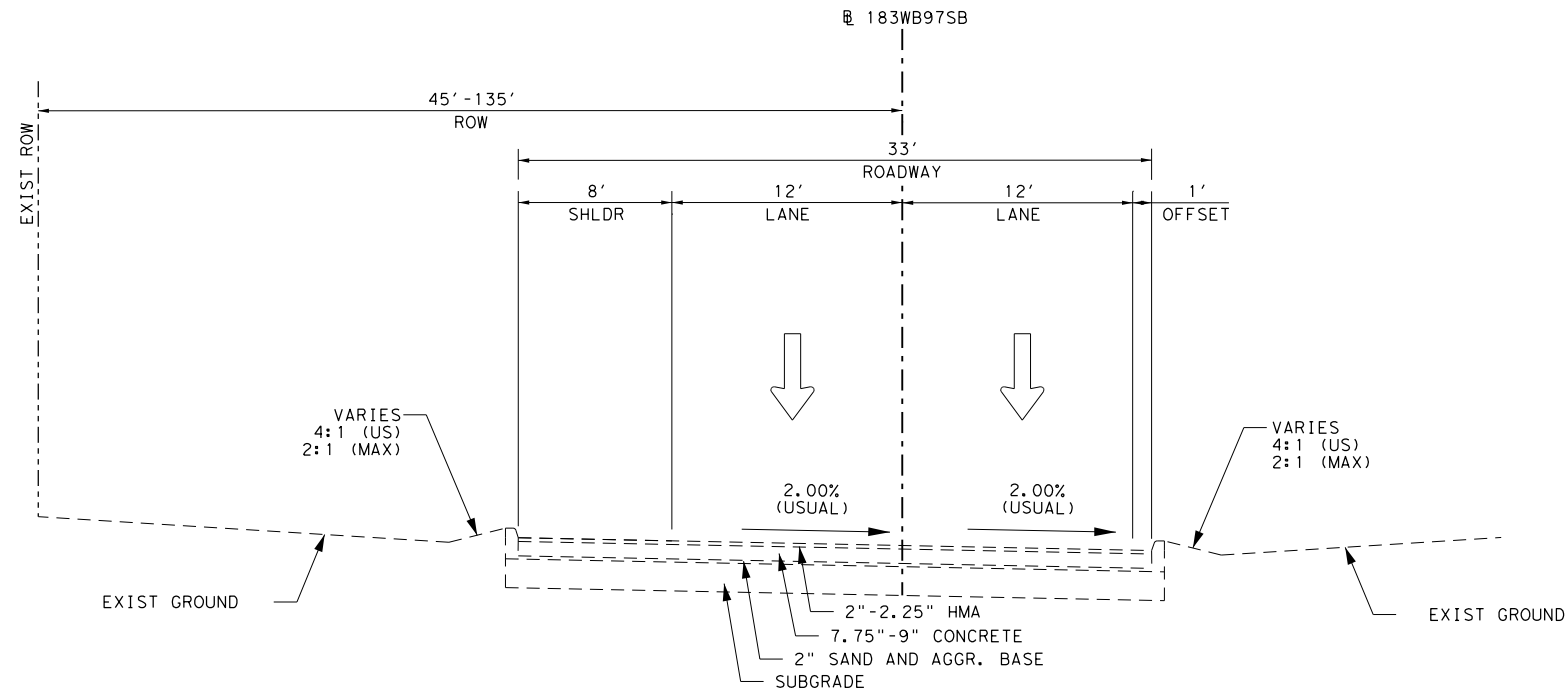 ℄ 183WB97SB
45'-135'
ROW
EXIST ROW
33'
ROADWAY
8'
SHLDR
12'
LANE
12'
LANE
1'
OFFSET
VARIES
4:1 (US)
2:1 (MAX)
VARIES
4:1 (US)
2:1 (MAX)
2.00%
(USUAL)
2.00%
(USUAL)
EXIST GROUND
EXIST GROUND
2"-2.25" HMA
7.75"-9" CONCRETE
2" SAND AND AGGR. BASE
SUBGRADE